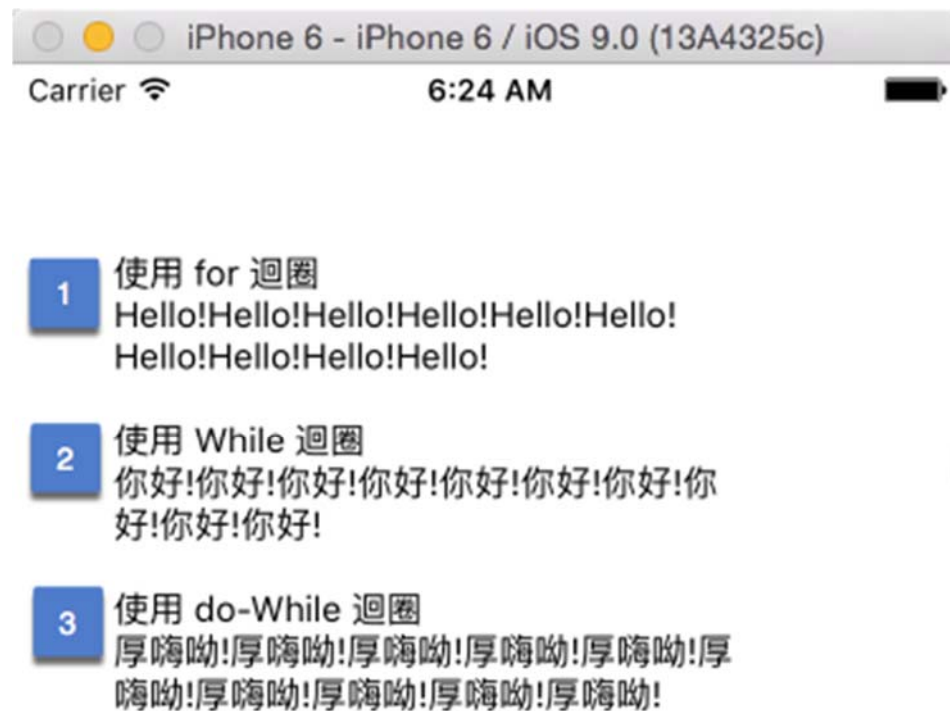 iPhone 6 - iPhone 6 / iOS 9.0 (13A4325c)
Carrier 6:24 AM
1 使用 for 迴圈
Hello!Hello!Hello!Hello!Hello!Hello!
Hello!Hello!Hello!Hello!
2 使用 While 迴圈
你好!你好!你好!你好!你好!你好!你好!你
好!你好!你好!
3 使用 do-While 迴圈
厚嗨呦!厚嗨呦!厚嗨呦!厚嗨呦!厚嗨呦!厚
嗨呦!厚嗨呦!厚嗨呦!厚嗨呦!厚嗨呦!